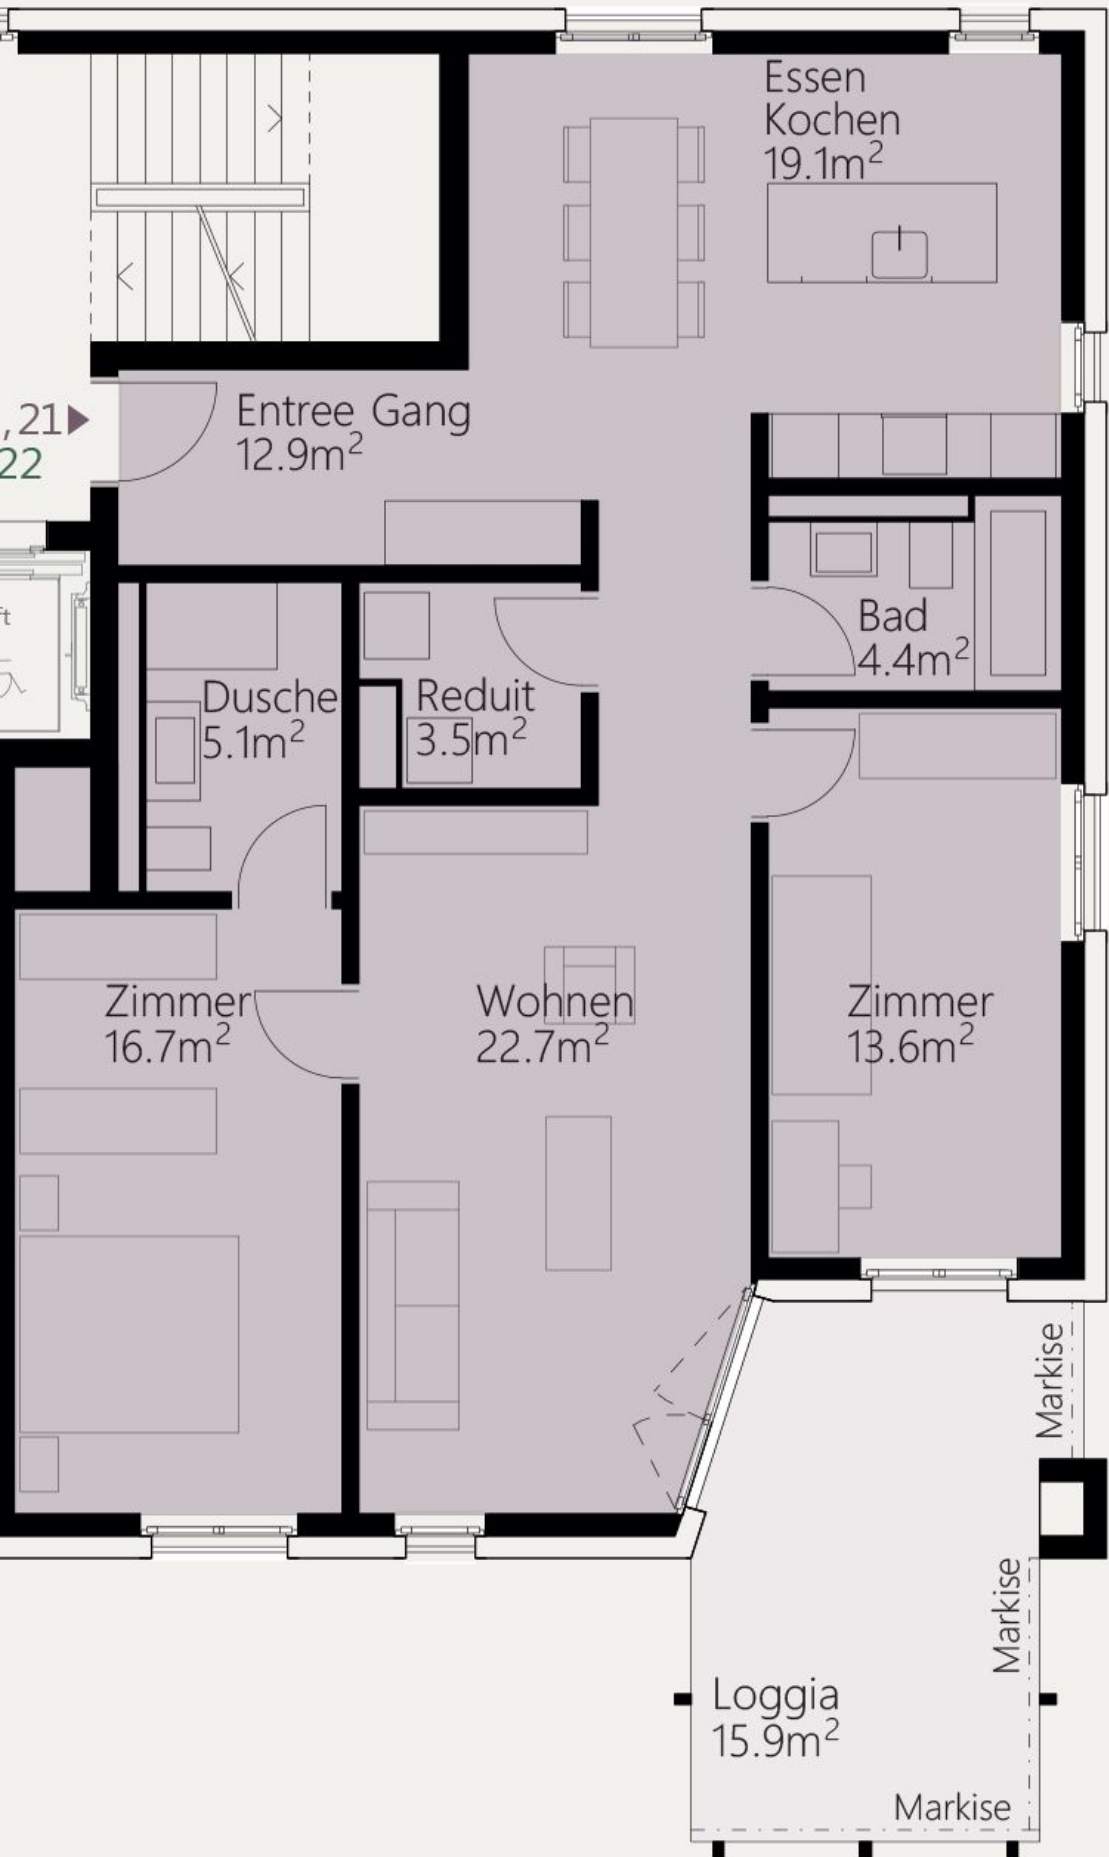 Essen
Kochen
19.1m²
,21
22
Entree Gang
12.9m²
ft
Bad
4.4m²
Dusche
5.1m²
Reduit
3.5m²
Zimmer
16.7m²
Wohnen
22.7m²
Zimmer
13.6m²
Markise
Markise
Loggia
15.9m²
Markise